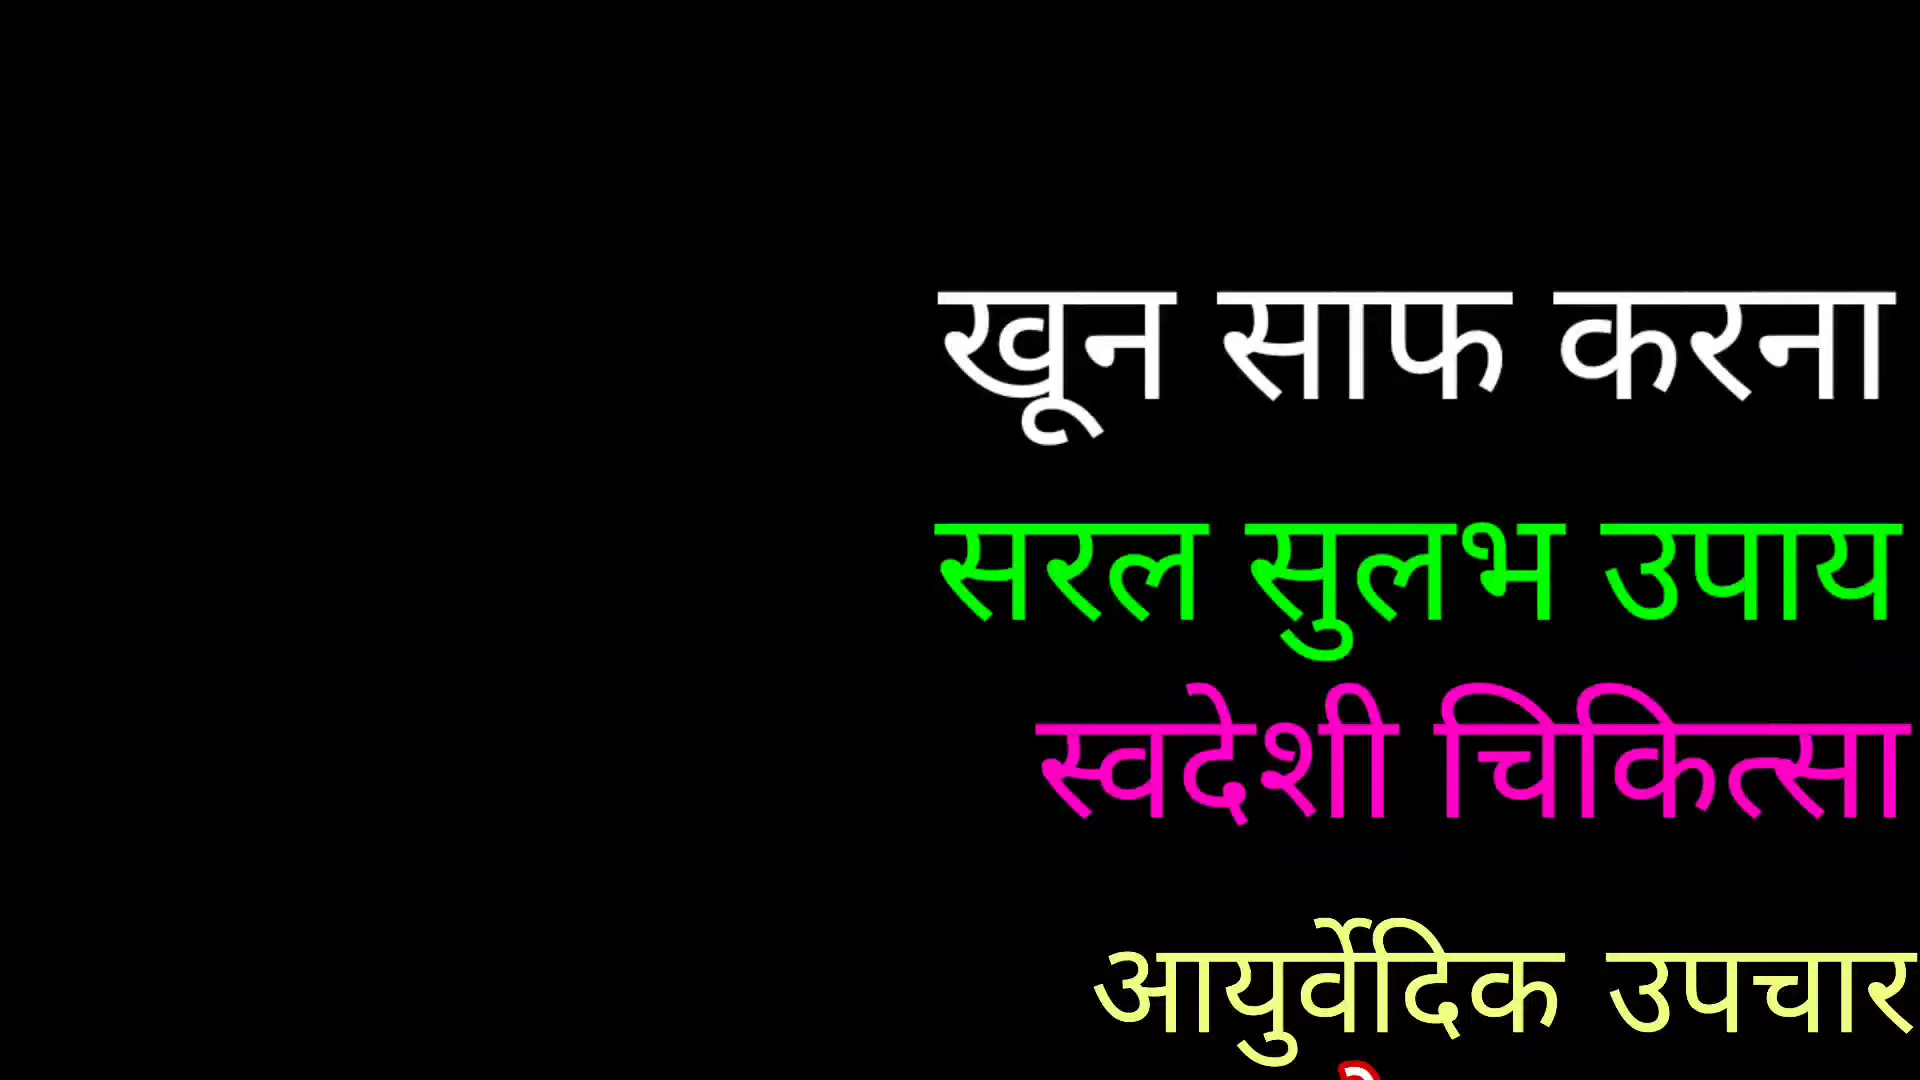 खून साफ करना
सरल सुलभ उपाय
स्वदेशी चिकित्सा
आयुर्वेदिक उपचार